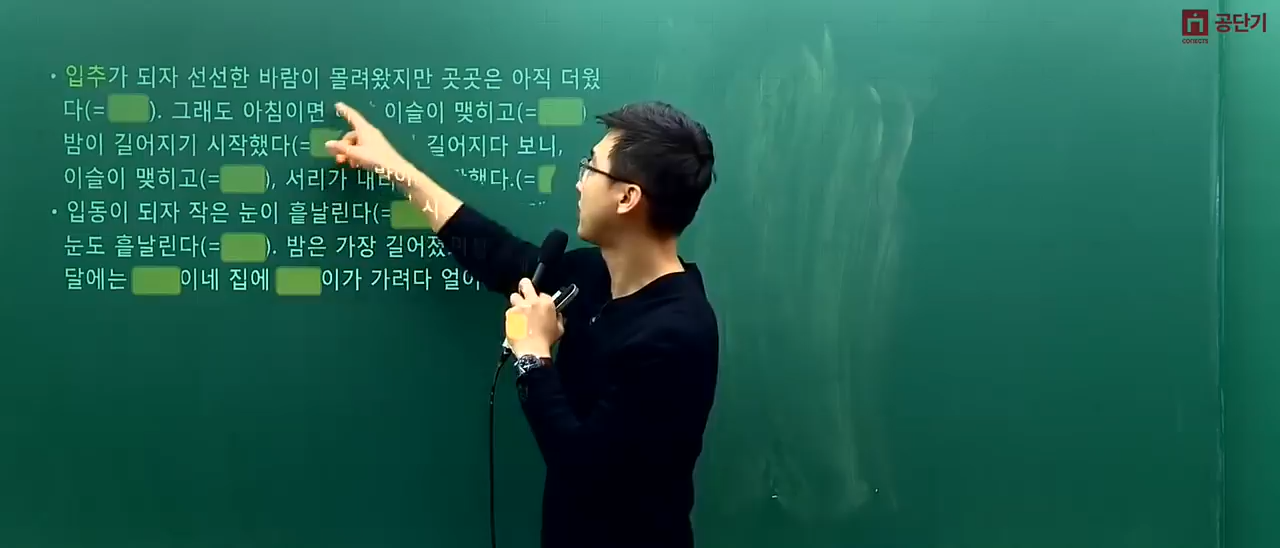 공단기
CONECTS
• 입추가 되자 선선한 바람이 몰려왔지만 곳곳은 아직 더웠
다(= ). 그래도 아침이면 이슬이 맺히고(= )
밤이 길어지기 시작했다(= 길어지다 보니,
이슬이 맺히고(= ), 서리가 했다.(=
• 입동이 되자 작은 눈이 흩날린다(= 시
눈도 흩날린다(= ). 밤은 가장 길어졌
달에는 이네 집에 이가 가려다 얼어